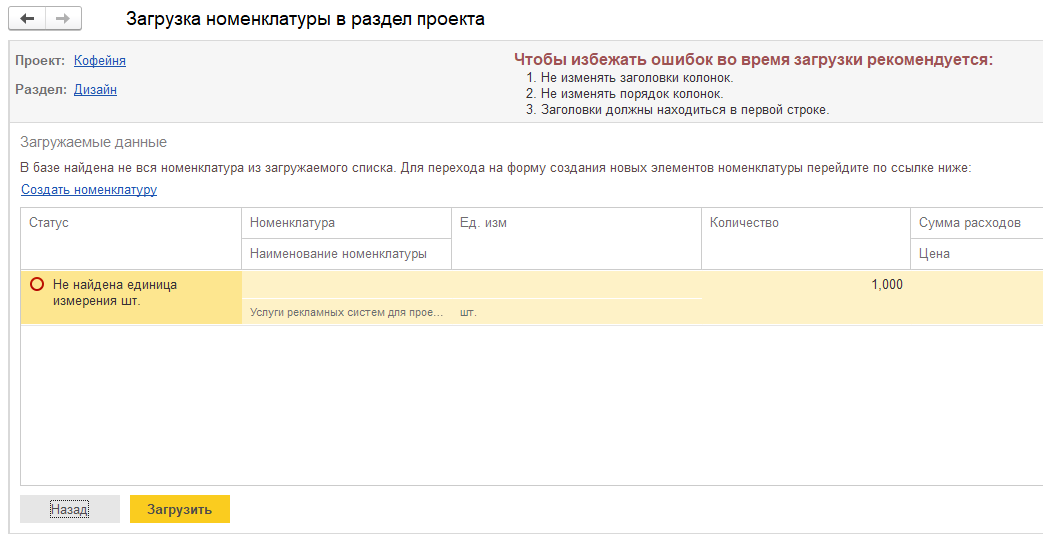 Загрузка номенклатуры в раздел проекта
Проект: Кофейня
Раздел: Дизайн
Чтобы избежать ошибок во время загрузки рекомендуется:
1. Не изменять заголовки колонок.
2. Не изменять порядок колонок.
3. Заголовки должны находиться в первой строке.
Загружаемые данные
В базе найдена не вся номенклатура из загружаемого списка. Для перехода на форму создания новых элементов номенклатуры перейдите по ссылке ниже:
Создать номенклатуру
Статус Номенклатура Ед. изм Количество Сумма расходов
Наименование номенклатуры Цена
Не найдена единица 1,000
измерения шт.
Услуги рекламных систем для прое... шт.
Назад Загрузить